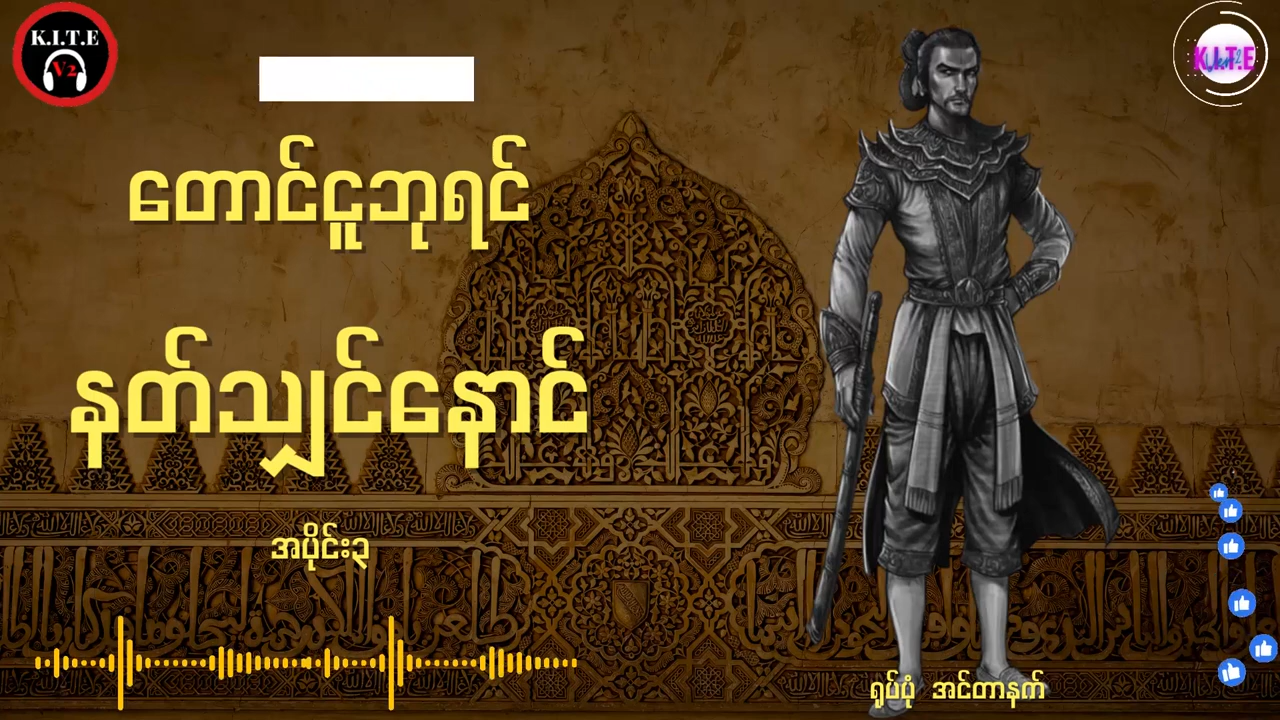 K.I.T.E
V2
K.I.T.E
တောင်ငူဘုရင်
နတ်သျှင်နောင်
အပိုင်း၃
ရုပ်ပုံ အင်တာနက်